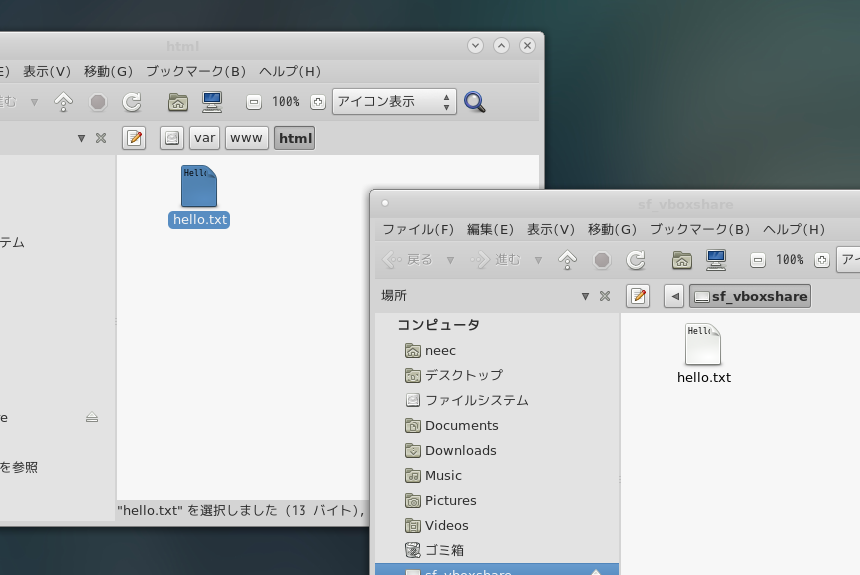 html
E) 表示(V) 移動(G) ブックマーク(B) ヘルプ(H)
進む 100% アイコン表示
var www html
Hello
hello.txt
テム
e
を参照
"hello.txt" を選択しました (13 バイト),
sf_vboxshare
ファイル(F) 編集(E) 表示(V) 移動(G) ブックマーク(B) ヘルプ(H)
戻る 進む 100% アイ
場所 sf_vboxshare
コンピュータ
neec
デスクトップ
ファイルシステム
Documents
Downloads
Music
Pictures
Videos
ゴミ箱
sf_vboxshare
Hello
hello.txt